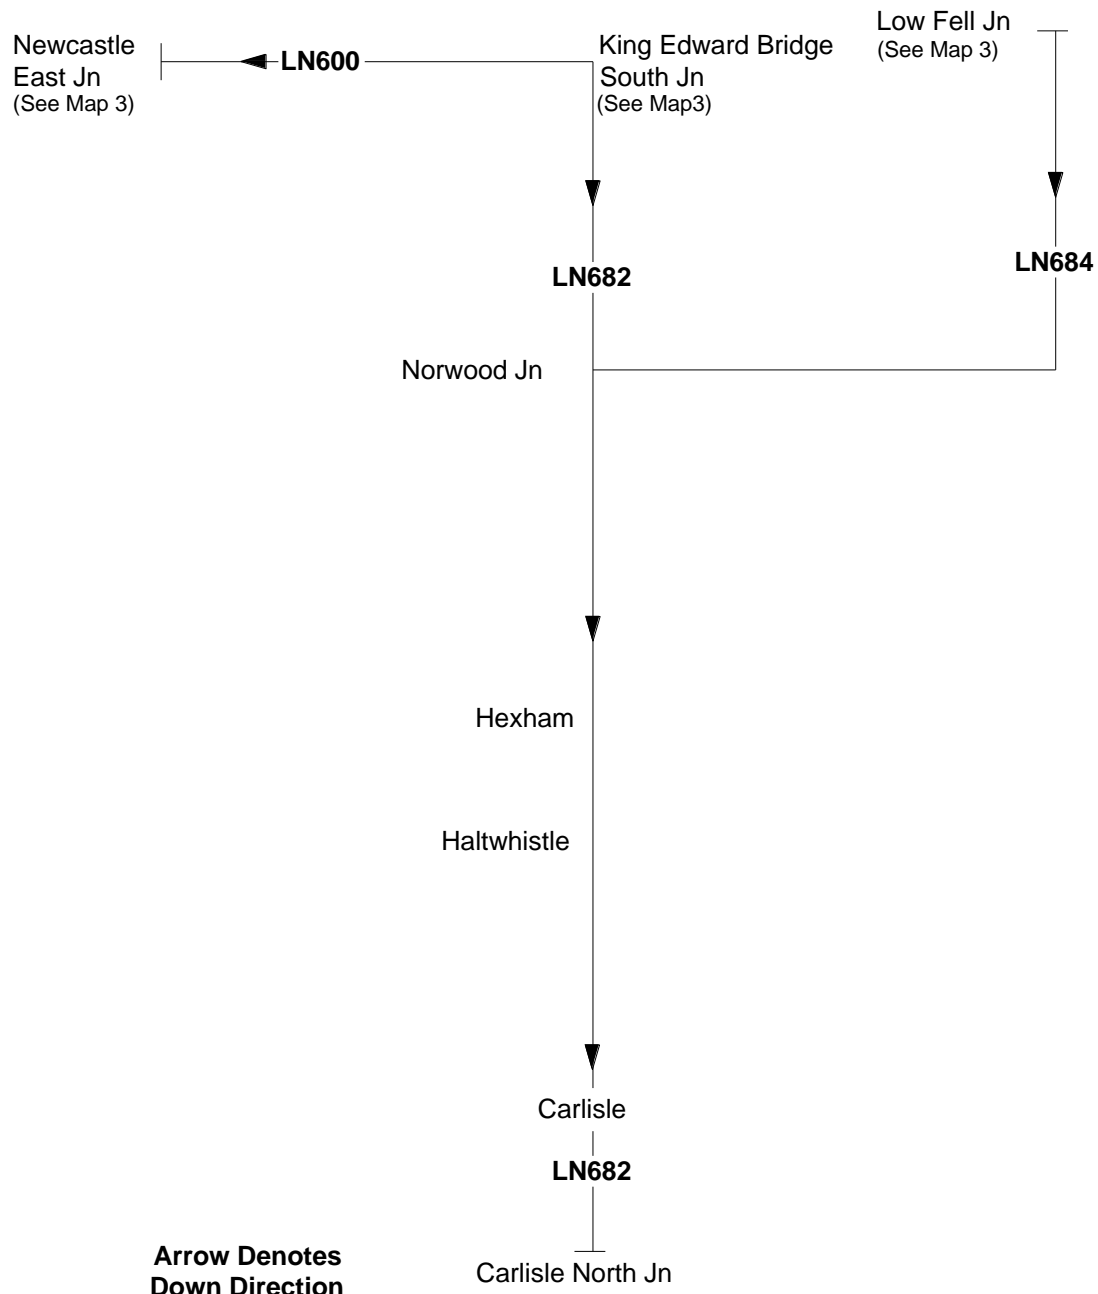 Newcastle
East Jn
(See Map 3)
LN600
King Edward Bridge
South Jn
(See Map3)
Low Fell Jn
(See Map 3)
LN682
LN684
Norwood Jn
Hexham
Haltwhistle
Carlisle
LN682
Carlisle North Jn
Arrow Denotes
Down Direction